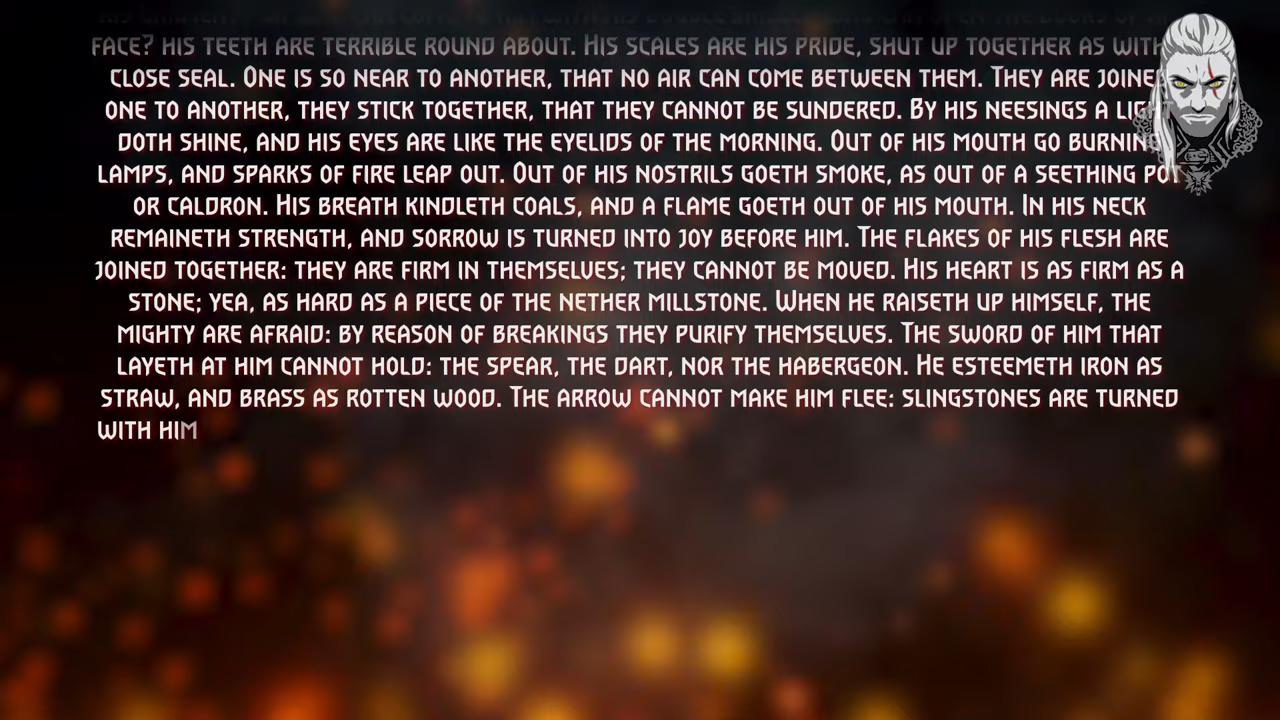 FACE? HIS TEETH ARE TERRIBLE ROUND ABOUT. HIS SCALES ARE HIS PRIDE, SHUT UP TOGETHER AS WITH
CLOSE SEAL. ONE IS SO NEAR TO ANOTHER, THAT NO AIR CAN COME BETWEEN THEM. THEY ARE JOINED
ONE TO ANOTHER, THEY STICK TOGETHER, THAT THEY CANNOT BE SUNDERED. BY HIS NEESINGS A LIGHT
DOTH SHINE, AND HIS EYES ARE LIKE THE EYELIDS OF THE MORNING. OUT OF HIS MOUTH GO BURNING
LAMPS, AND SPARKS OF FIRE LEAP OUT. OUT OF HIS NOSTRILS GOETH SMOKE, AS OUT OF A SEETHING POT
OR CALDRON. HIS BREATH KINDLETH COALS, AND A FLAME GOETH OUT OF HIS MOUTH. IN HIS NECK
REMAINETH STRENGTH, AND SORROW IS TURNED INTO JOY BEFORE HIM. THE FLAKES OF HIS FLESH ARE
JOINED TOGETHER: THEY ARE FIRM IN THEMSELVES; THEY CANNOT BE MOVED. HIS HEART IS AS FIRM AS A
STONE; YEA, AS HARD AS A PIECE OF THE NETHER MILLSTONE. WHEN HE RAISETH UP HIMSELF, THE
MIGHTY ARE AFRAID: BY REASON OF BREAKINGS THEY PURIFY THEMSELVES. THE SWORD OF HIM THAT
LAYETH AT HIM CANNOT HOLD: THE SPEAR, THE DART, NOR THE HABERGEON. HE ESTEEMETH IRON AS
STRAW, AND BRASS AS ROTTEN WOOD. THE ARROW CANNOT MAKE HIM FLEE: SLINGSTONES ARE TURNED
WITH HIM